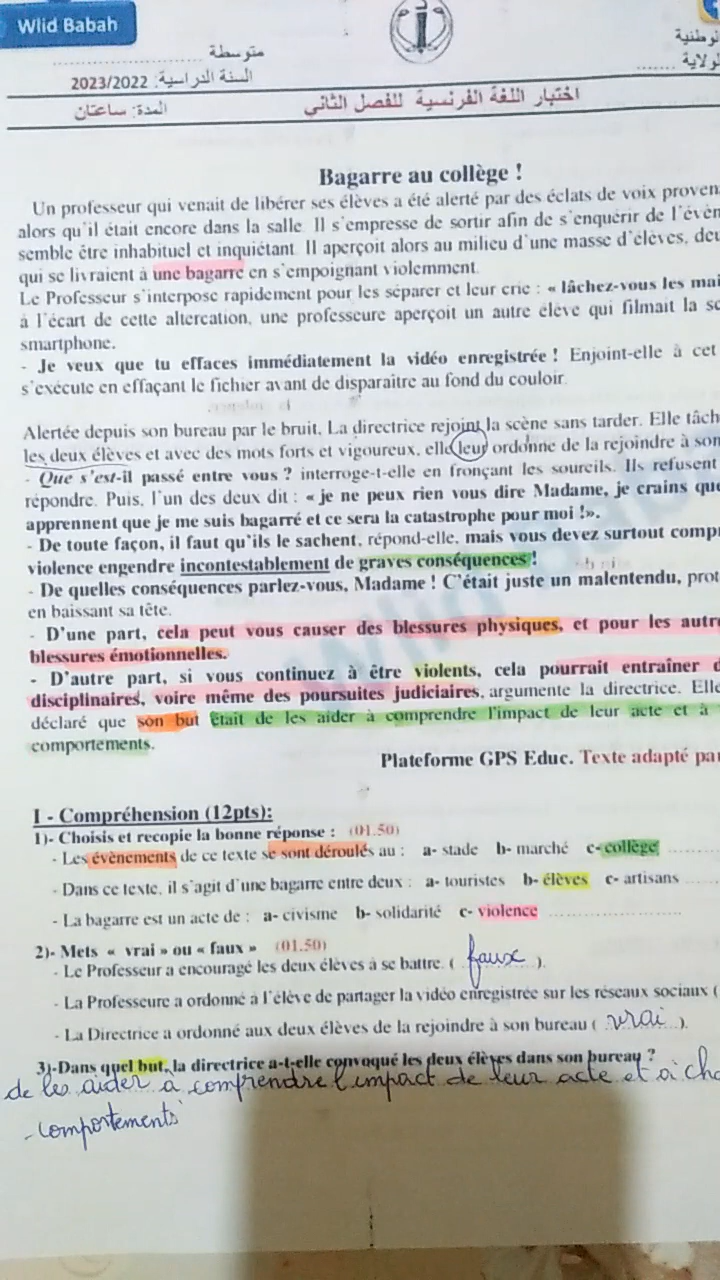 Wlid Babah
متوسطة
السنة الدراسية: 2023/2022
المدة: ساعتان
اختبار اللغة الفرنسية للفصل الثاني
Bagarre au collège !
Un professeur qui venait de libérer ses élèves a été alerté par des éclats de voix proven
alors qu'il était encore dans la salle. Il s'empresse de sortir afin de s'enquérir de l'évèn
semble être inhabituel et inquiétant. Il aperçoit alors au milieu d'une masse d'élèves, deu
qui se livraient à une bagarre en s'empoignant violemment.
Le Professeur s'interpose rapidement pour les séparer et leur crie : « lâchez-vous les mai
à l'écart de cette altercation, une professeure aperçoit un autre élève qui filmait la sc
smartphone.
- Je veux que tu effaces immédiatement la vidéo enregistrée ! Enjoint-elle à cet
s'exécute en effaçant le fichier avant de disparaître au fond du couloir.
Alertée depuis son bureau par le bruit, La directrice rejoint la scène sans tarder. Elle tâch
les deux élèves et avec des mots forts et vigoureux, elle leur ordonne de la rejoindre à son
- Que s'est-il passé entre vous ? interroge-t-elle en fronçant les sourcils. Ils refusent
répondre. Puis, l'un des deux dit : « je ne peux rien vous dire Madame, je crains que
apprennent que je me suis bagarré et ce sera la catastrophe pour moi !».
- De toute façon, il faut qu'ils le sachent, répond-elle, mais vous devez surtout compr
violence engendre incontestablement de graves conséquences !
- De quelles conséquences parlez-vous, Madame ! C'était juste un malentendu, prot
en baissant sa tête.
- D'une part, cela peut vous causer des blessures physiques, et pour les autre
blessures émotionnelles.
- D'autre part, si vous continuez à être violents, cela pourrait entraîner d
disciplinaires, voire même des poursuites judiciaires, argumente la directrice. Elle
déclaré que son but était de les aider à comprendre l'impact de leur acte et à
comportements.
Plateforme GPS Educ. Texte adapté pa
I - Compréhension (12pts):
1)- Choisis et recopie la bonne réponse : (01.50)
- Les évènements de ce texte se sont déroulés au : a- stade b- marché c- collège
- Dans ce texte, il s'agit d'une bagarre entre deux : a- touristes b- élèves c- artisans
- La bagarre est un acte de : a- civisme b- solidarité c- violence
2)- Mets « vrai » ou « faux » (01.50)
- Le Professeur a encouragé les deux élèves à se battre. ( faux ).
- La Professeure a ordonné à l'élève de partager la vidéo enregistrée sur les réseaux sociaux (
- La Directrice a ordonné aux deux élèves de la rejoindre à son bureau ( vrai ).
3)-Dans quel but, la directrice a-t-elle convoqué les deux élèves dans son bureau ?
de les aider à comprendre l'impact de leur acte et à cha
- comportements